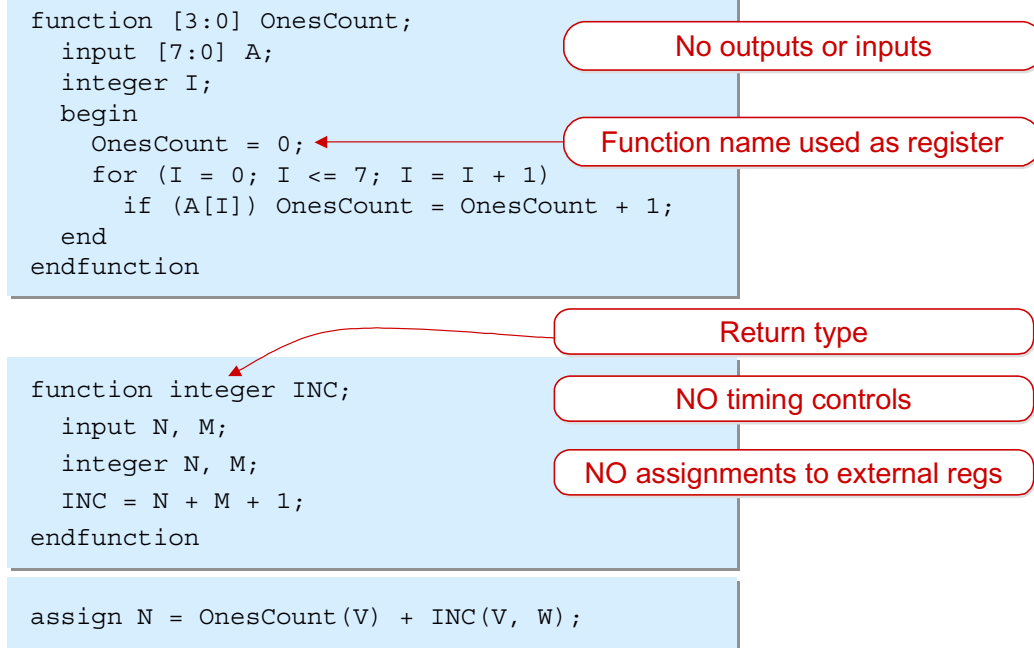 function [3:0] OnesCount;
input [7:0] A;
No outputs or inputs
integer I;
begin
OnesCount = 0;
Function name used as register
for (I = 0; I <= 7; I = I + 1)
if (A[I]) OnesCount = OnesCount + 1;
end
endfunction
Return type
function integer INC;
NO timing controls
input N, M;
integer N, M;
NO assignments to external regs
INC = N + M + 1;
endfunction
assign N = OnesCount(V) + INC(V, W);